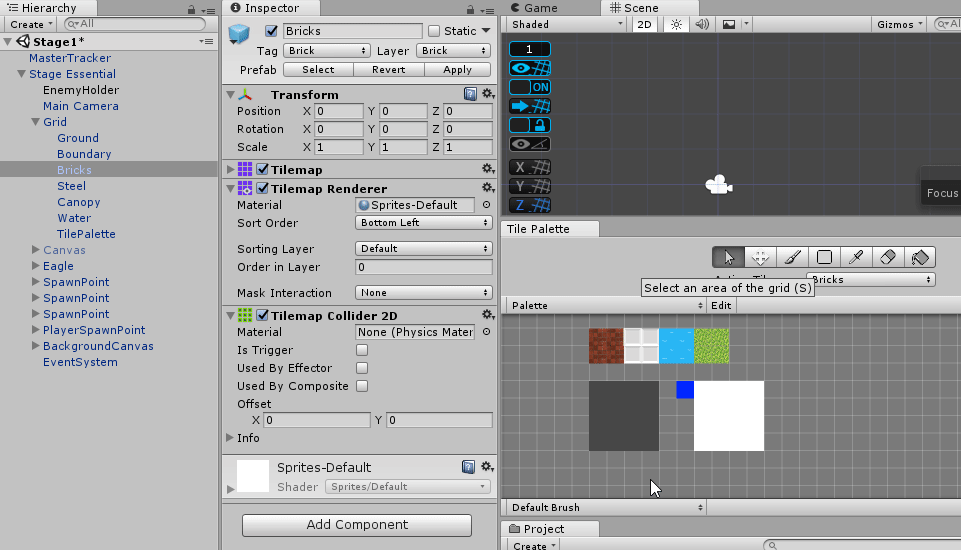 Hierarchy
Create
All
Stage1*
MasterTracker
Stage Essential
EnemyHolder
Main Camera
Grid
Ground
Boundary
Bricks
Steel
Canopy
Water
TilePalette
Canvas
Eagle
SpawnPoint
SpawnPoint
SpawnPoint
PlayerSpawnPoint
BackgroundCanvas
EventSystem
Inspector
Bricks Static
Tag Brick Layer Brick
Prefab Select Revert Apply
Transform
Position X 0 Y 0 Z 0
Rotation X 0 Y 0 Z 0
Scale X 1 Y 1 Z 1
Tilemap
Tilemap Renderer
Material Sprites-Default
Sort Order Bottom Left
Sorting Layer Default
Order in Layer 0
Mask Interaction None
Tilemap Collider 2D
Material None (Physics Mater
Is Trigger
Used By Effector
Used By Composite
Offset
X 0 Y 0
Info
Sprites-Default
Shader Sprites/Default
Add Component
Game Scene
Shaded 2D Gizmos All
1
ON
X
Y
Z
Focus
Tile Palette
Bricks
Select an area of the grid (S)
Palette Edit
Default Brush
Project
Create